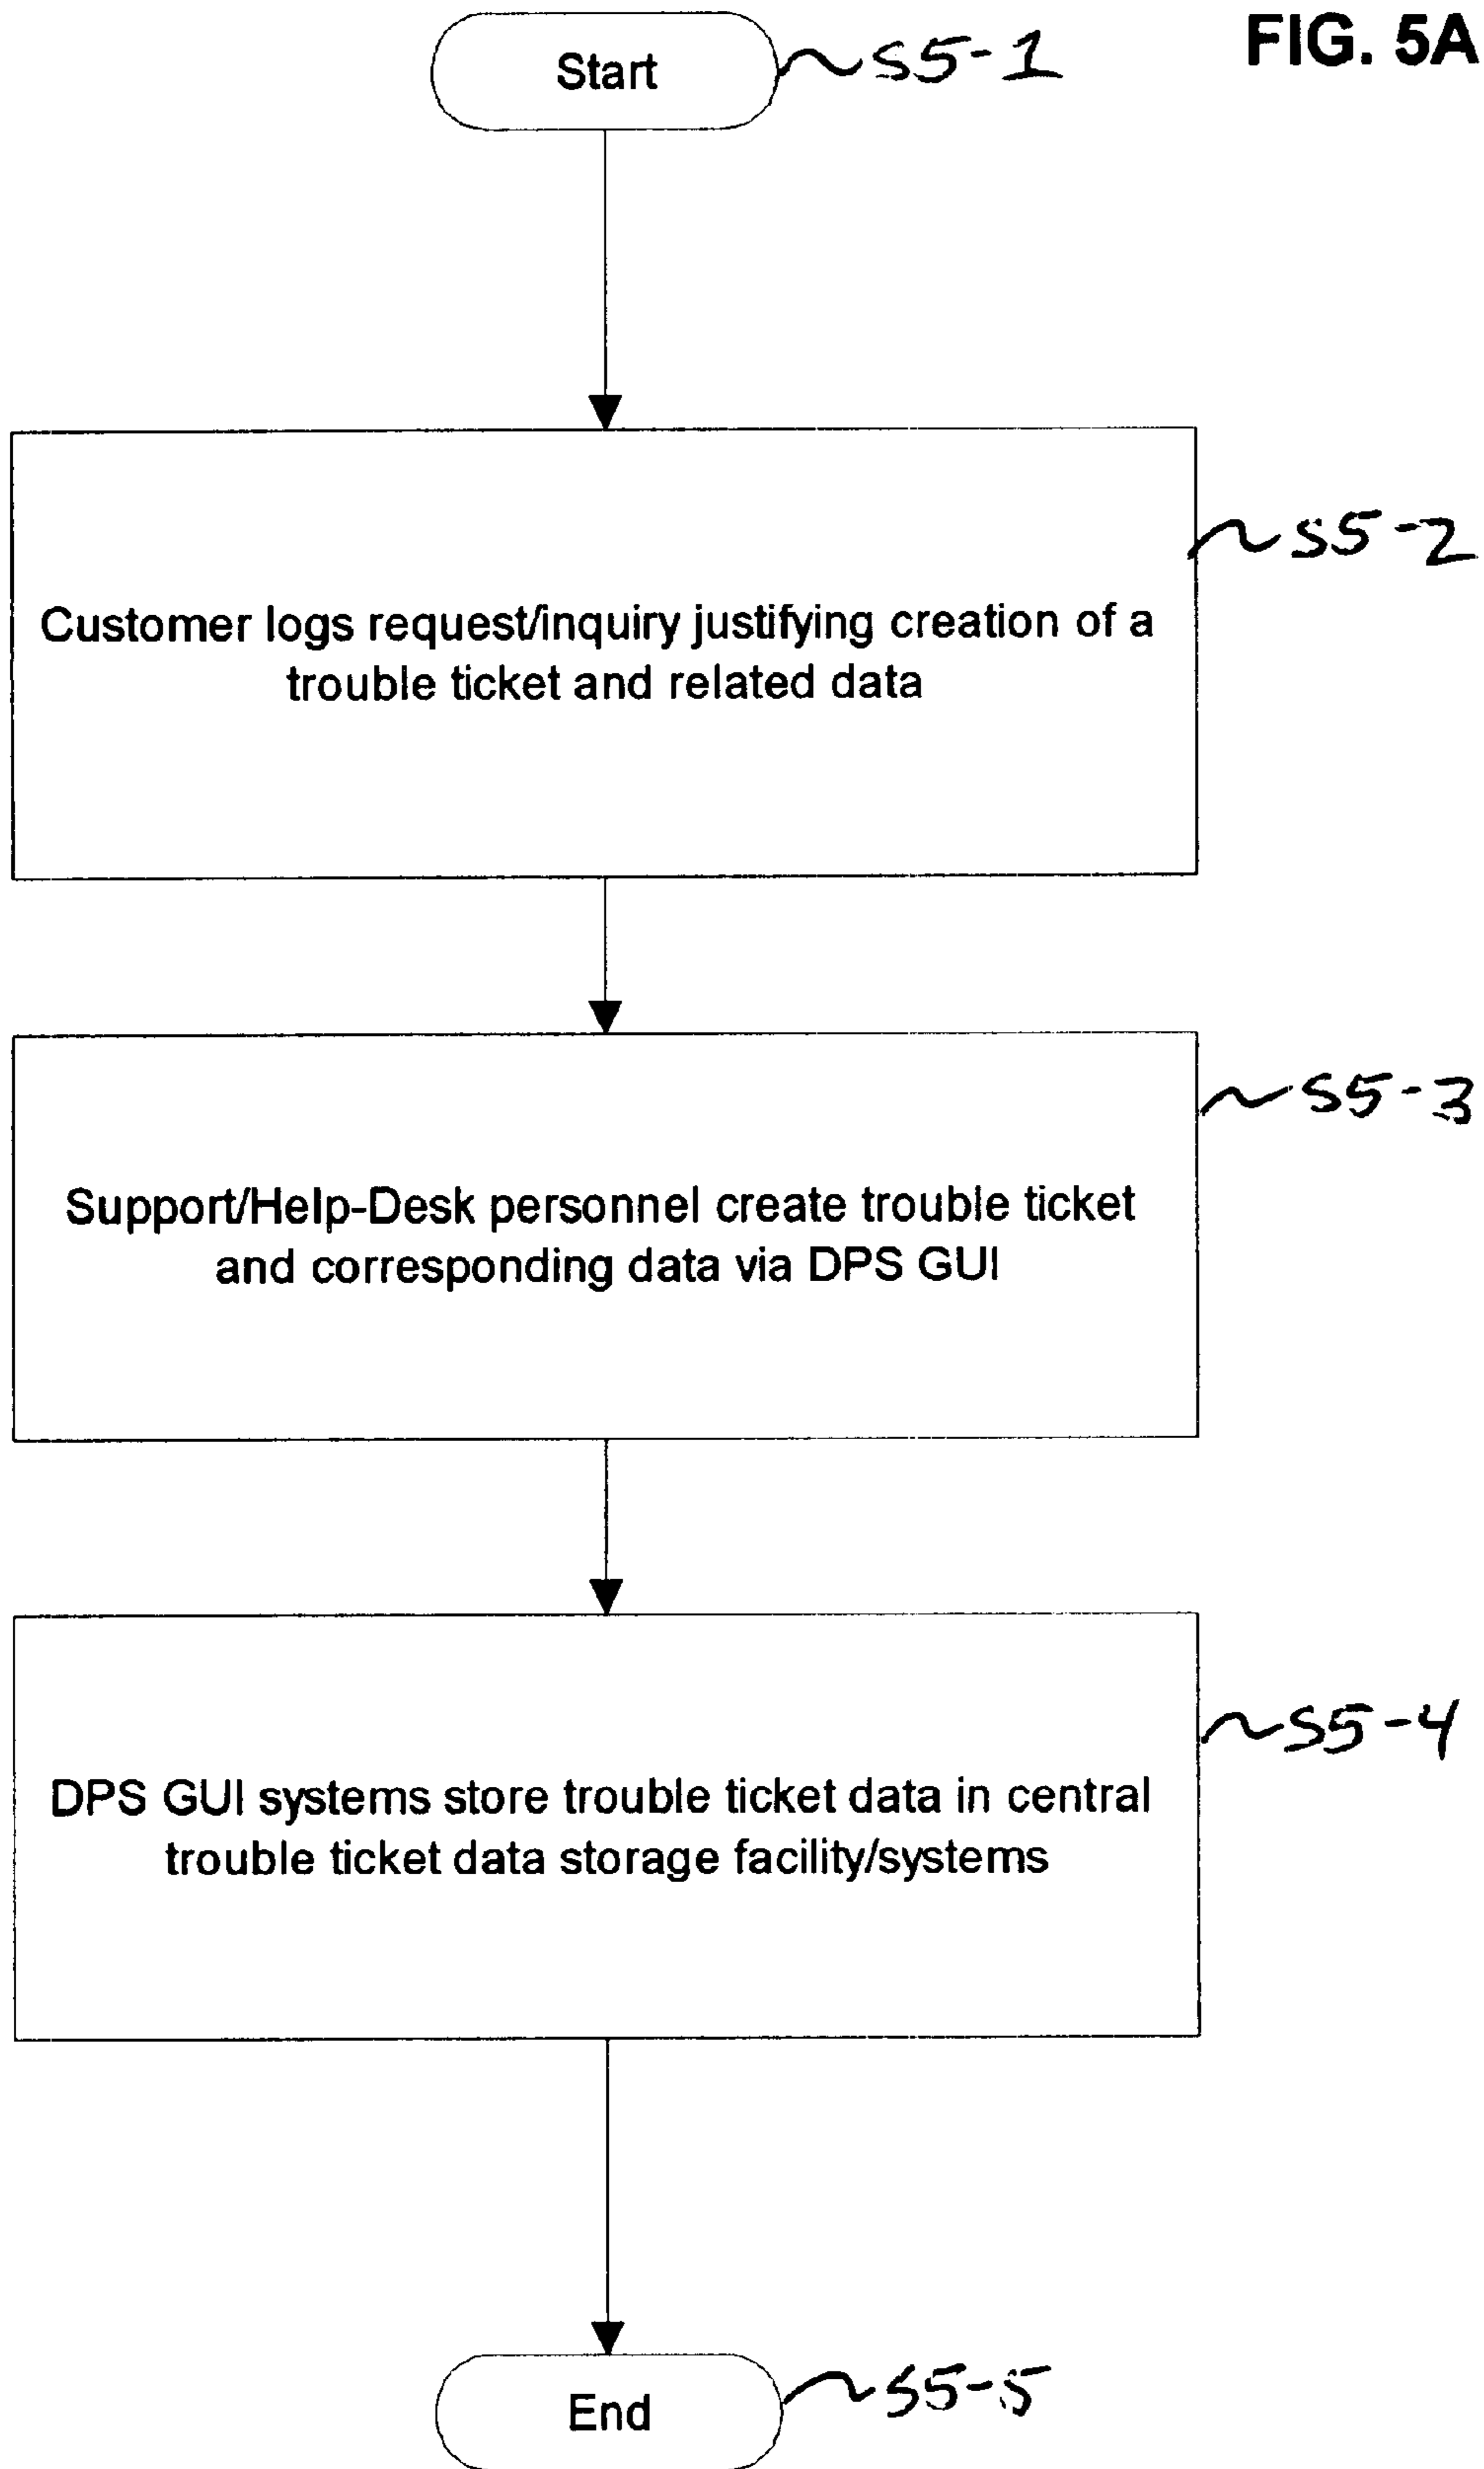 FIG. 5A
Start
S5-1
Customer logs request/inquiry justifying creation of a
trouble ticket and related data
S5-2
Support/Help-Desk personnel create trouble ticket
and corresponding data via DPS GUI
S5-3
DPS GUI systems store trouble ticket data in central
trouble ticket data storage facility/systems
S5-4
End
S5-5